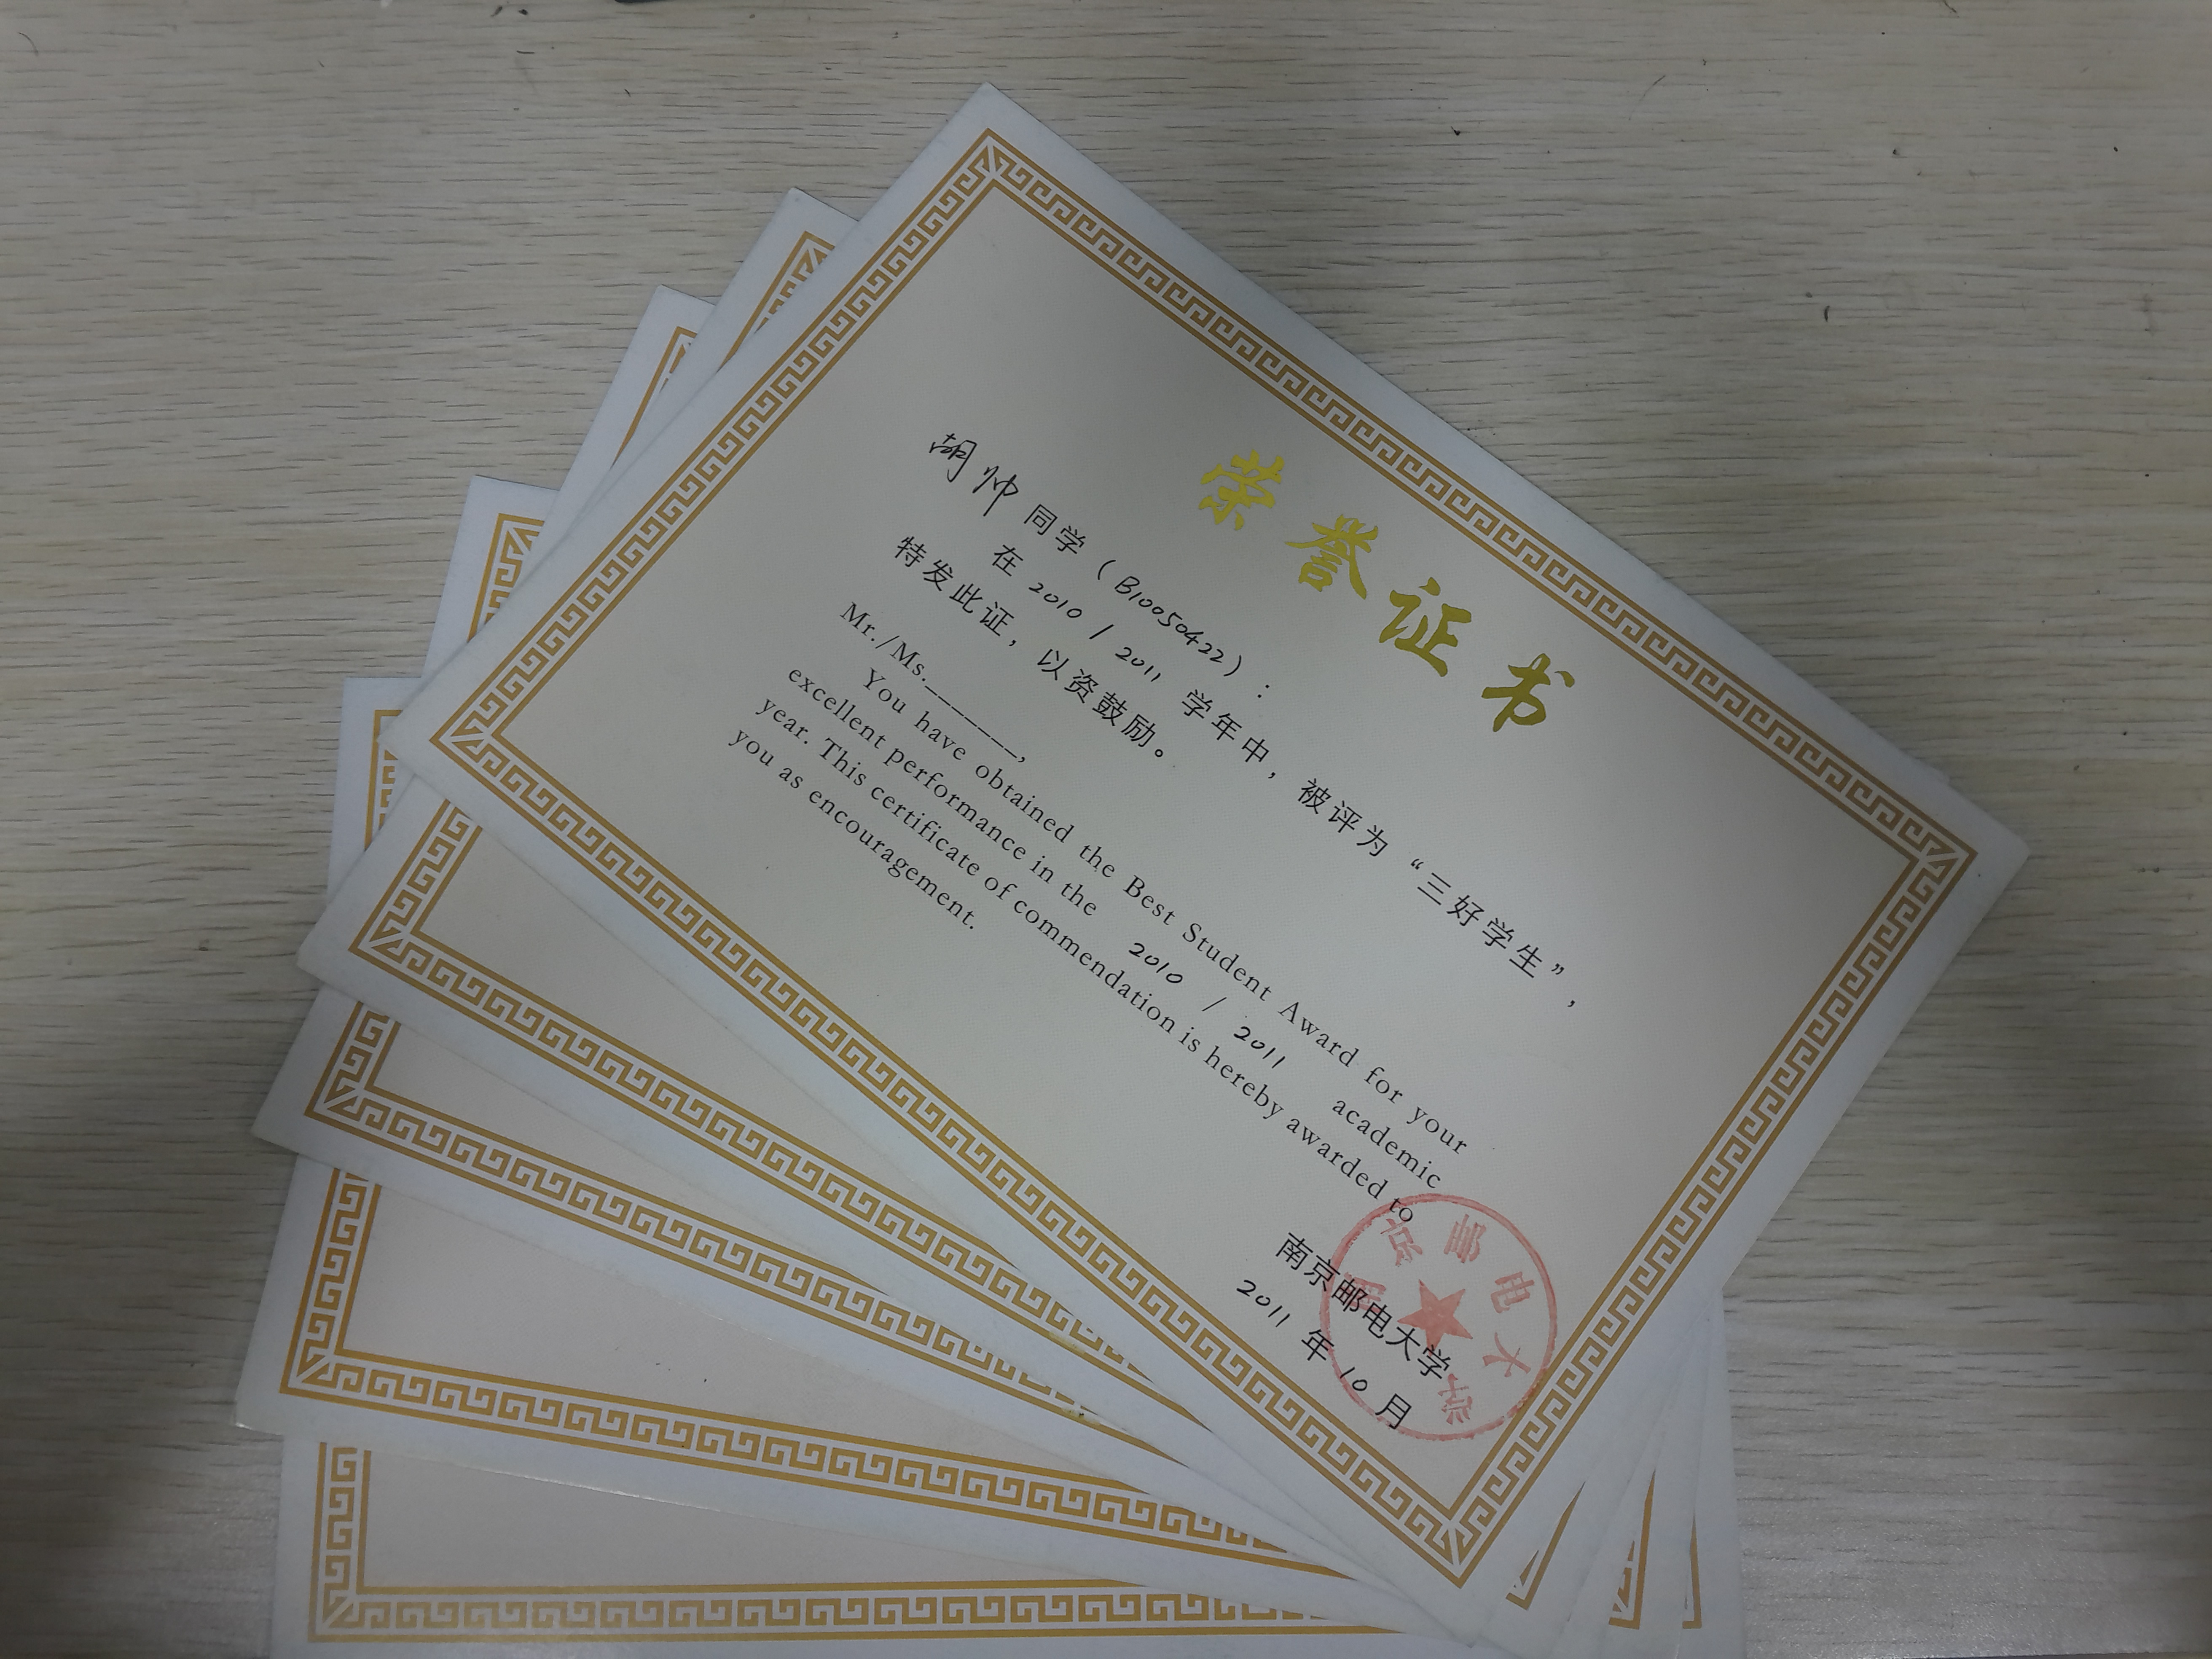 荣誉证书
胡帅同学（B10050422）：
在 2010 / 2011 学年中，被评为“三好学生”，
特发此证，以资鼓励。
Mr./Ms.________,
You have obtained the Best Student Award for your
excellent performance in the 2010 / 2011 academic
year. This certificate of commendation is hereby awarded to
you as encouragement.
南京邮电大学
2011 年 10 月
南京邮电大学